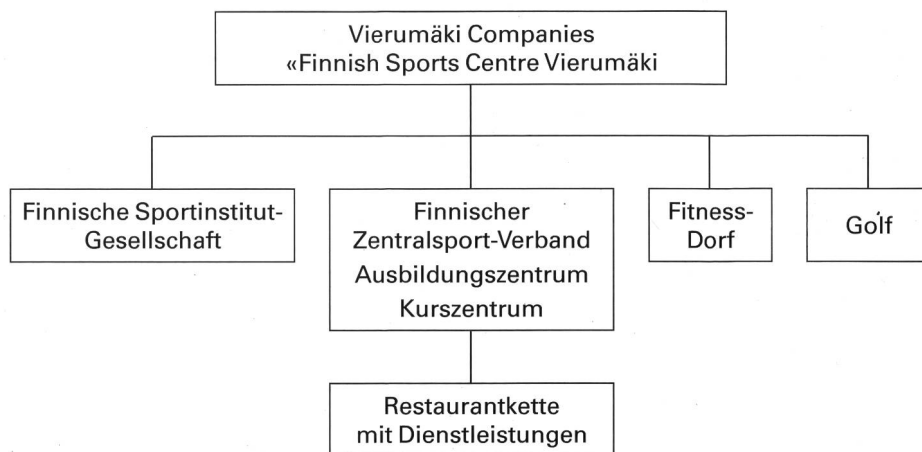 Vierumäki Companies
«Finnish Sports Centre Vierumäki
Finnische Sportinstitut-
Gesellschaft
Finnischer
Zentralsport-Verband
Ausbildungszentrum
Kurszentrum
Fitness-
Dorf
Golf
Restaurantkette
mit Dienstleistungen